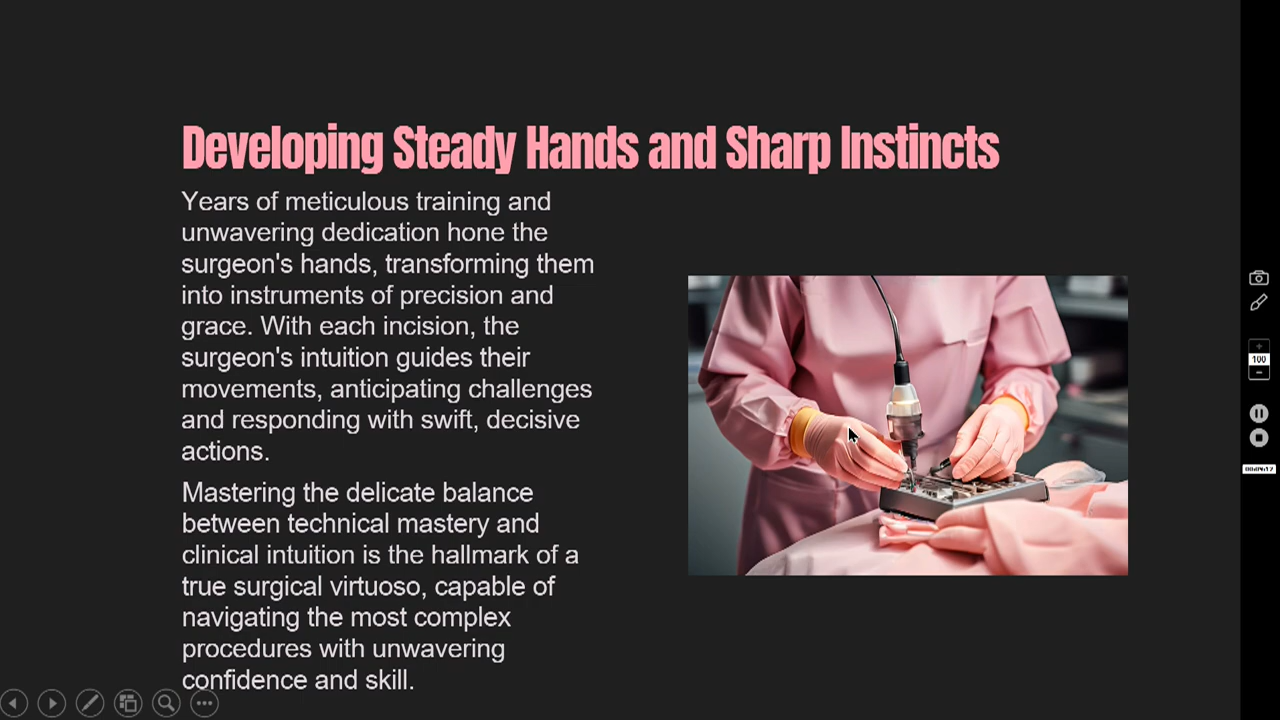 Developing Steady Hands and Sharp Instincts
Years of meticulous training and
unwavering dedication hone the
surgeon's hands, transforming them
into instruments of precision and
grace. With each incision, the
surgeon's intuition guides their
movements, anticipating challenges
and responding with swift, decisive
actions.
Mastering the delicate balance
between technical mastery and
clinical intuition is the hallmark of a
true surgical virtuoso, capable of
navigating the most complex
procedures with unwavering
confidence and skill.
100